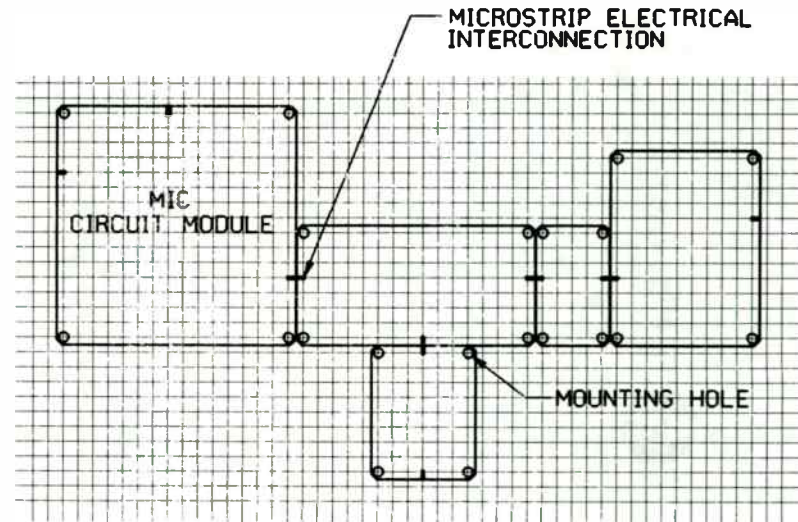 MICROSTRIP ELECTRICAL
INTERCONNECTION
MIC
CIRCUIT MODULE
MOUNTING HOLE